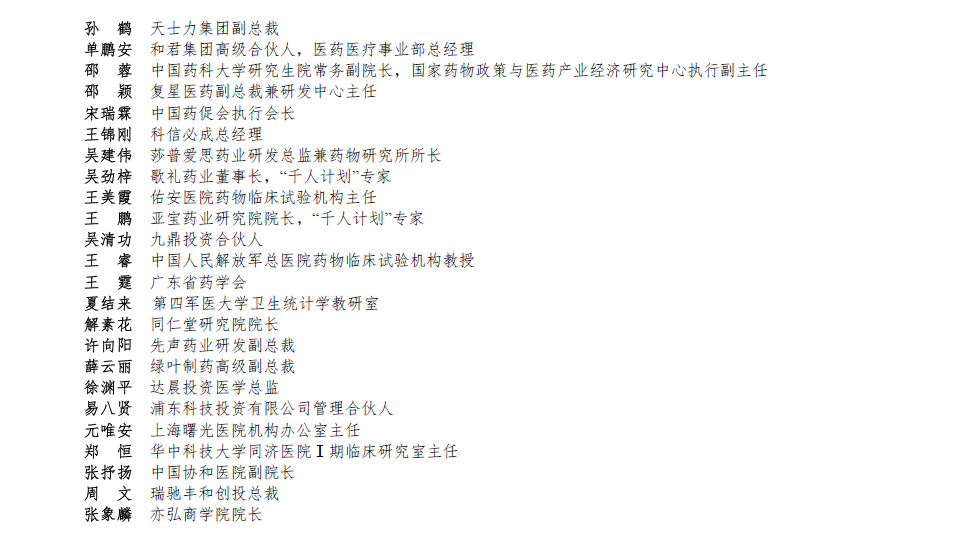 孙　鹤　天士力集团副总裁
单鹏安　和君集团高级合伙人，医药医疗事业部总经理
邵　蓉　中国药科大学研究生院常务副院长，国家药物政策与医药产业经济研究中心执行副主任
邵　颖　复星医药副总裁兼研发中心主任
宋瑞霖　中国药促会执行会长
王锦刚　科信必成总经理
吴建伟　莎普爱思药业研发总监兼药物研究所所长
吴劲梓　歌礼药业董事长，“千人计划”专家
王美霞　佑安医院药物临床试验机构主任
王　鹏　亚宝药业研究院院长，“千人计划”专家
吴清功　九鼎投资合伙人
王　睿　中国人民解放军总医院药物临床试验机构教授
王　霆　广东省药学会
夏结来　第四军医大学卫生统计学教研室
解素花　同仁堂研究院院长
许向阳　先声药业研发副总裁
薛云丽　绿叶制药高级副总裁
徐渊平　达晨投资医学总监
易八贤　浦东科技投资有限公司管理合伙人
元唯安　上海曙光医院机构办公室主任
郑　恒　华中科技大学同济医院Ⅰ期临床研究室主任
张抒扬　中国协和医院副院长
周　文　瑞驰丰和创投总裁
张象麟　亦弘商学院院长